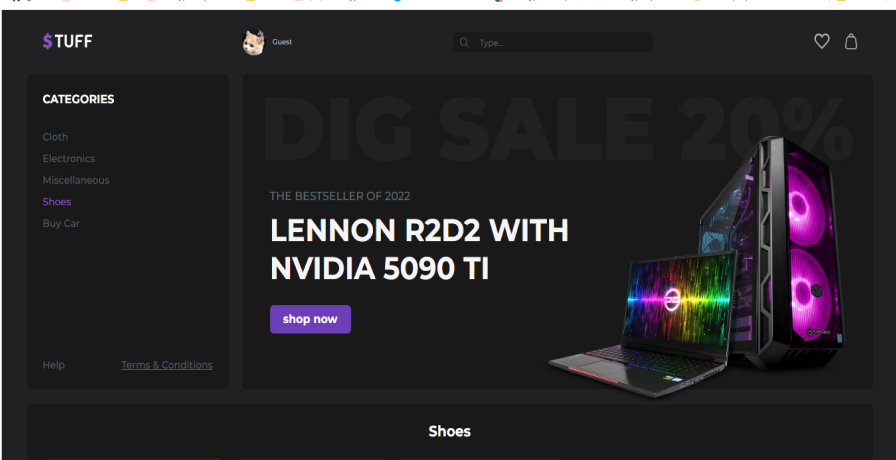 $TUFF
Guest
Type...
CATEGORIES
Cloth
Electronics
Miscellaneous
Shoes
Buy Car
Help
Terms & Conditions
DIG SALE 20%
THE BESTSELLER OF 2022
LENNON R2D2 WITH
NVIDIA 5090 TI
shop now
Shoes